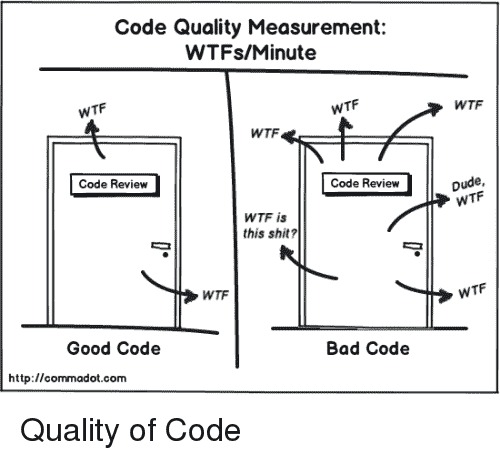 Code Quality Measurement:
WTFs/Minute
WTF
Code Review
WTF
Good Code
WTF
WTF
WTF
Code Review
Dude,
WTF
WTF is
this shit?
WTF
Bad Code
http://commadot.com
Quality of Code